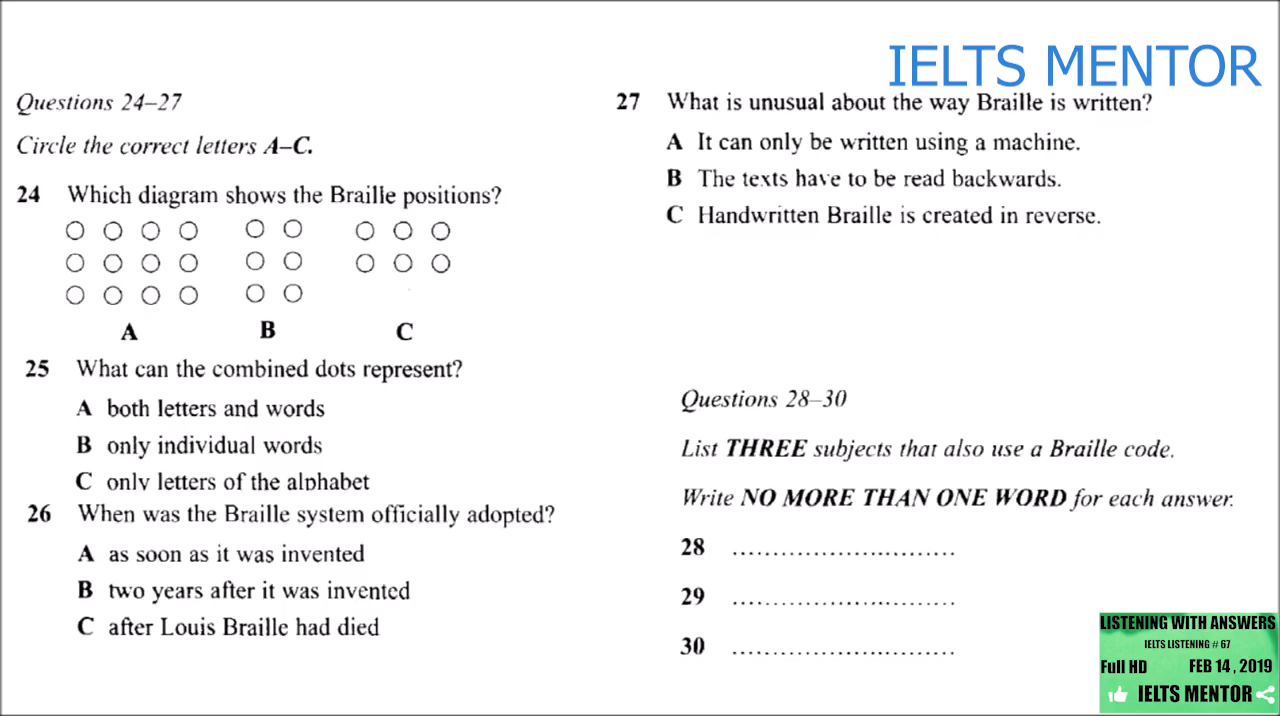 IELTS MENTOR
Questions 24–27
Circle the correct letters A–C.
24 Which diagram shows the Braille positions?
A B C
25 What can the combined dots represent?
A both letters and words
B only individual words
C only letters of the alphabet
26 When was the Braille system officially adopted?
A as soon as it was invented
B two years after it was invented
C after Louis Braille had died
27 What is unusual about the way Braille is written?
A It can only be written using a machine.
B The texts have to be read backwards.
C Handwritten Braille is created in reverse.
Questions 28–30
List THREE subjects that also use a Braille code.
Write NO MORE THAN ONE WORD for each answer.
28 ............................
29 ............................
30 ............................
LISTENING WITH ANSWERS
IELTS LISTENING # 67
Full HD FEB 14 , 2019
IELTS MENTOR